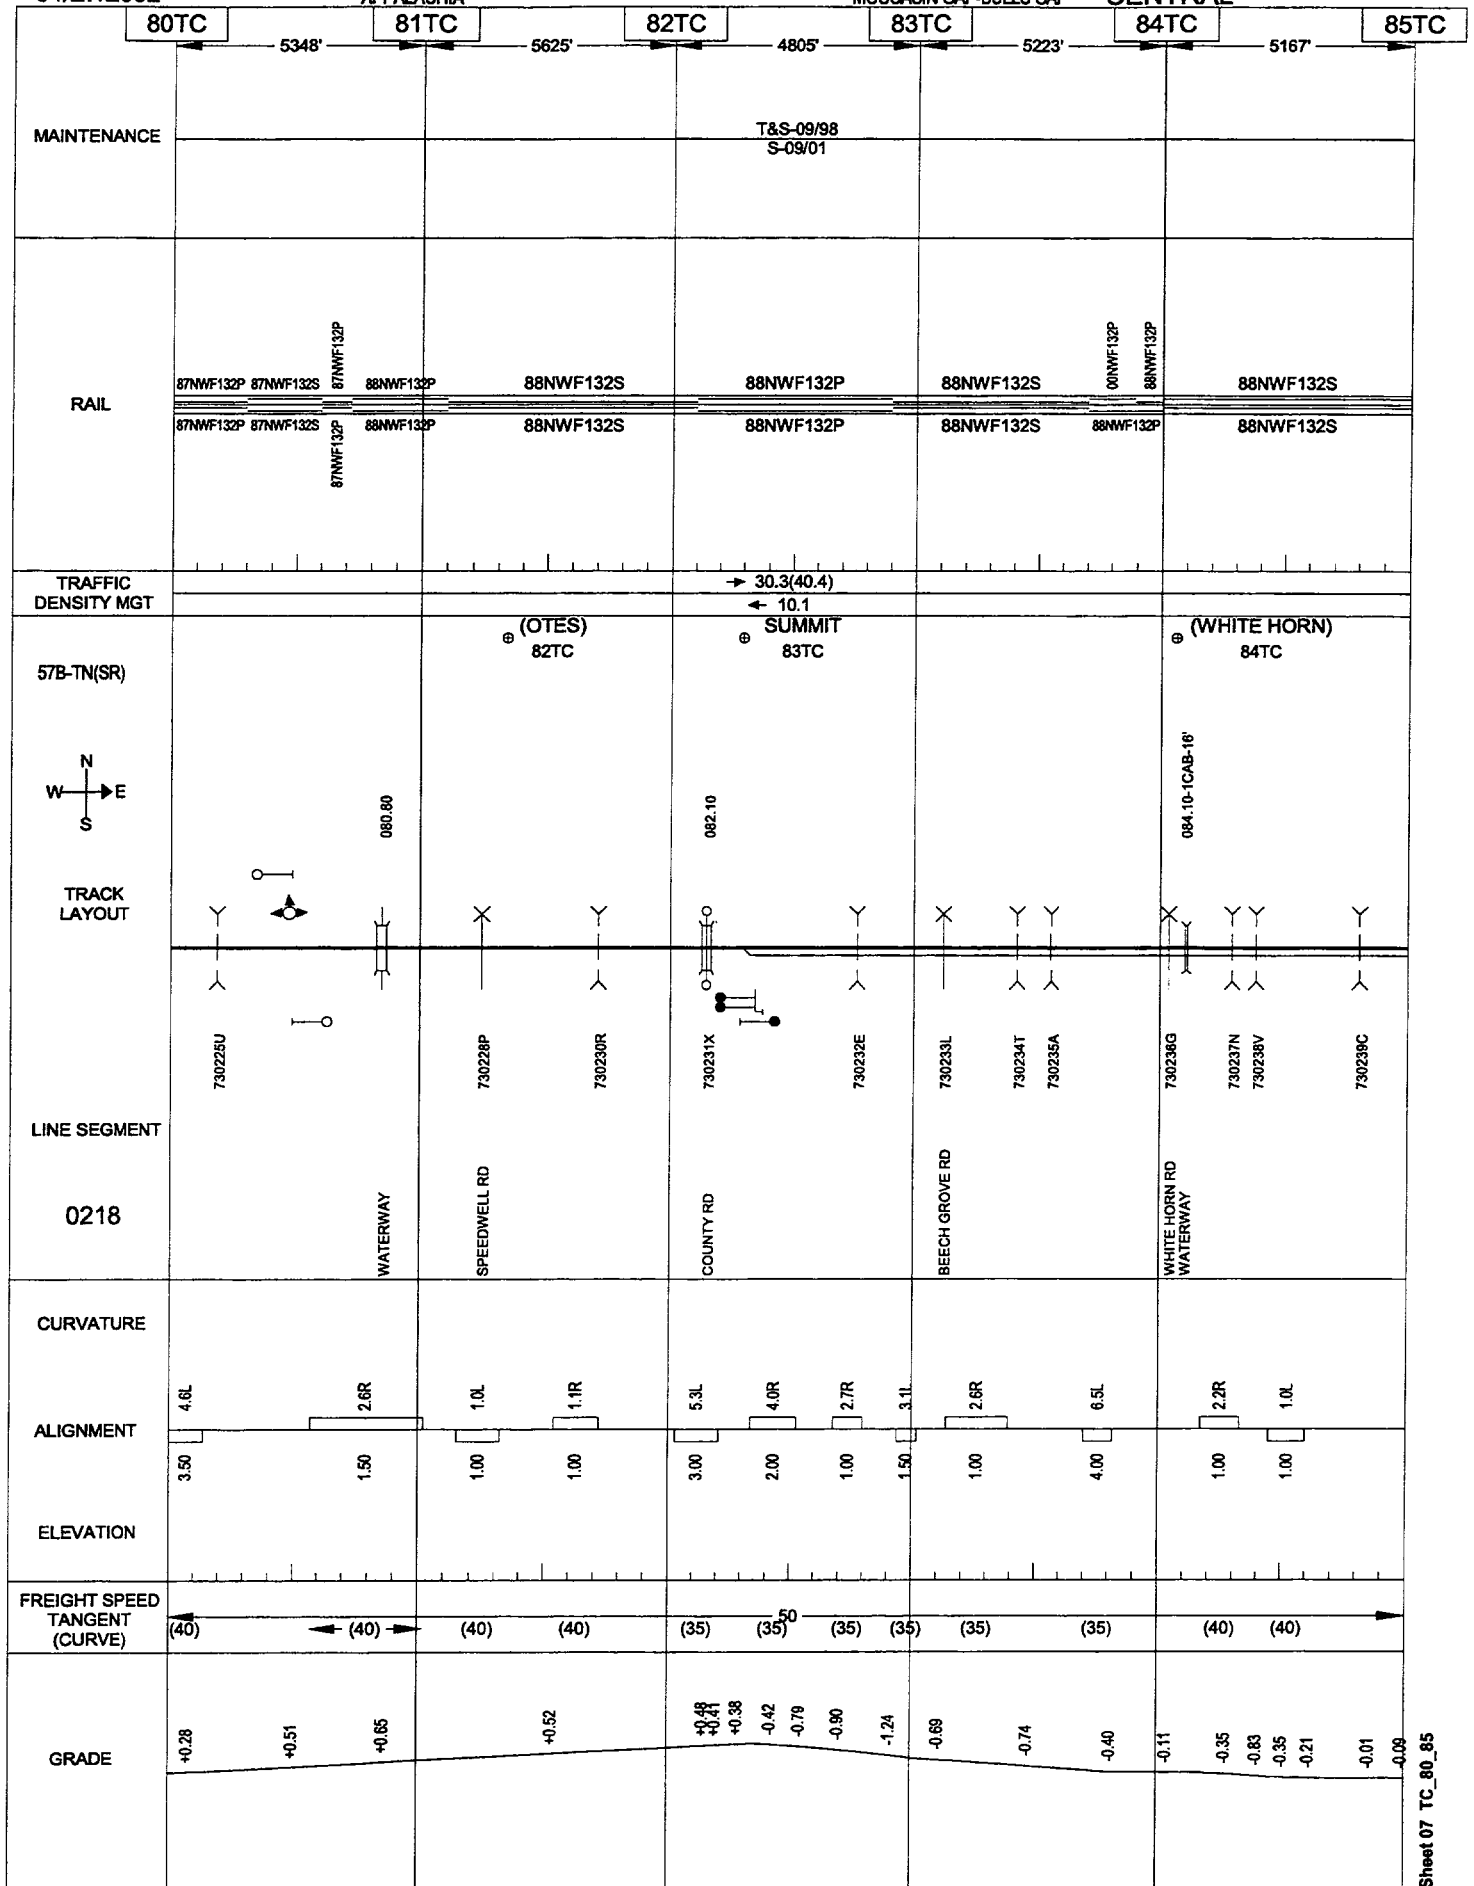 80TC 81TC 82TC 83TC 84TC 85TC
5348' 5625' 4805' 5223' 5167'
MAINTENANCE
T&S-09/98
S-09/01
87NWF132P 00NWF132P 88NWF132P
87NWF132P 87NWF132S 88NWF132P 88NWF132S 88NWF132P 88NWF132S 88NWF132S
RAIL
87NWF132P 87NWF132S 88NWF132P 88NWF132S 88NWF132P 88NWF132S 88NWF132P 88NWF132S
87NWF132P
TRAFFIC
DENSITY MGT
→ 30.3(40.4)
← 10.1
(OTES) SUMMIT (WHITE HORN)
82TC 83TC 84TC
57B-TN(SR)
N
W E
S
080.80 082.10 084.10-1CAB-16'
TRACK
LAYOUT
730225U 730228P 730230R 730231X 730232E 730233L 730234T 730235A 730236G 730237N 730238V 730239C
LINE SEGMENT
0218
WATERWAY SPEEDWELL RD COUNTY RD BEECH GROVE RD WHITE HORN RD
WATERWAY
CURVATURE
4.6L 2.6R 1.0L 1.1R 5.3L 4.0R 2.7R 3.1L 2.6R 6.5L 2.2R 1.0L
ALIGNMENT
3.50 1.50 1.00 1.00 3.00 2.00 1.00 1.50 1.00 4.00 1.00 1.00
ELEVATION
FREIGHT SPEED
TANGENT
(CURVE)
50
(40) (40) (40) (40) (35) (35) (35) (35) (35) (35) (40) (40)
GRADE
+0.28 +0.51 +0.65 +0.52 +0.48 +0.41 +0.38 -0.42 -0.79 -0.90 -1.24 -0.69 -0.74 -0.40 -0.11 -0.35 -0.83 -0.35 -0.21 -0.01 -0.09
Sheet 07 TC_80_85